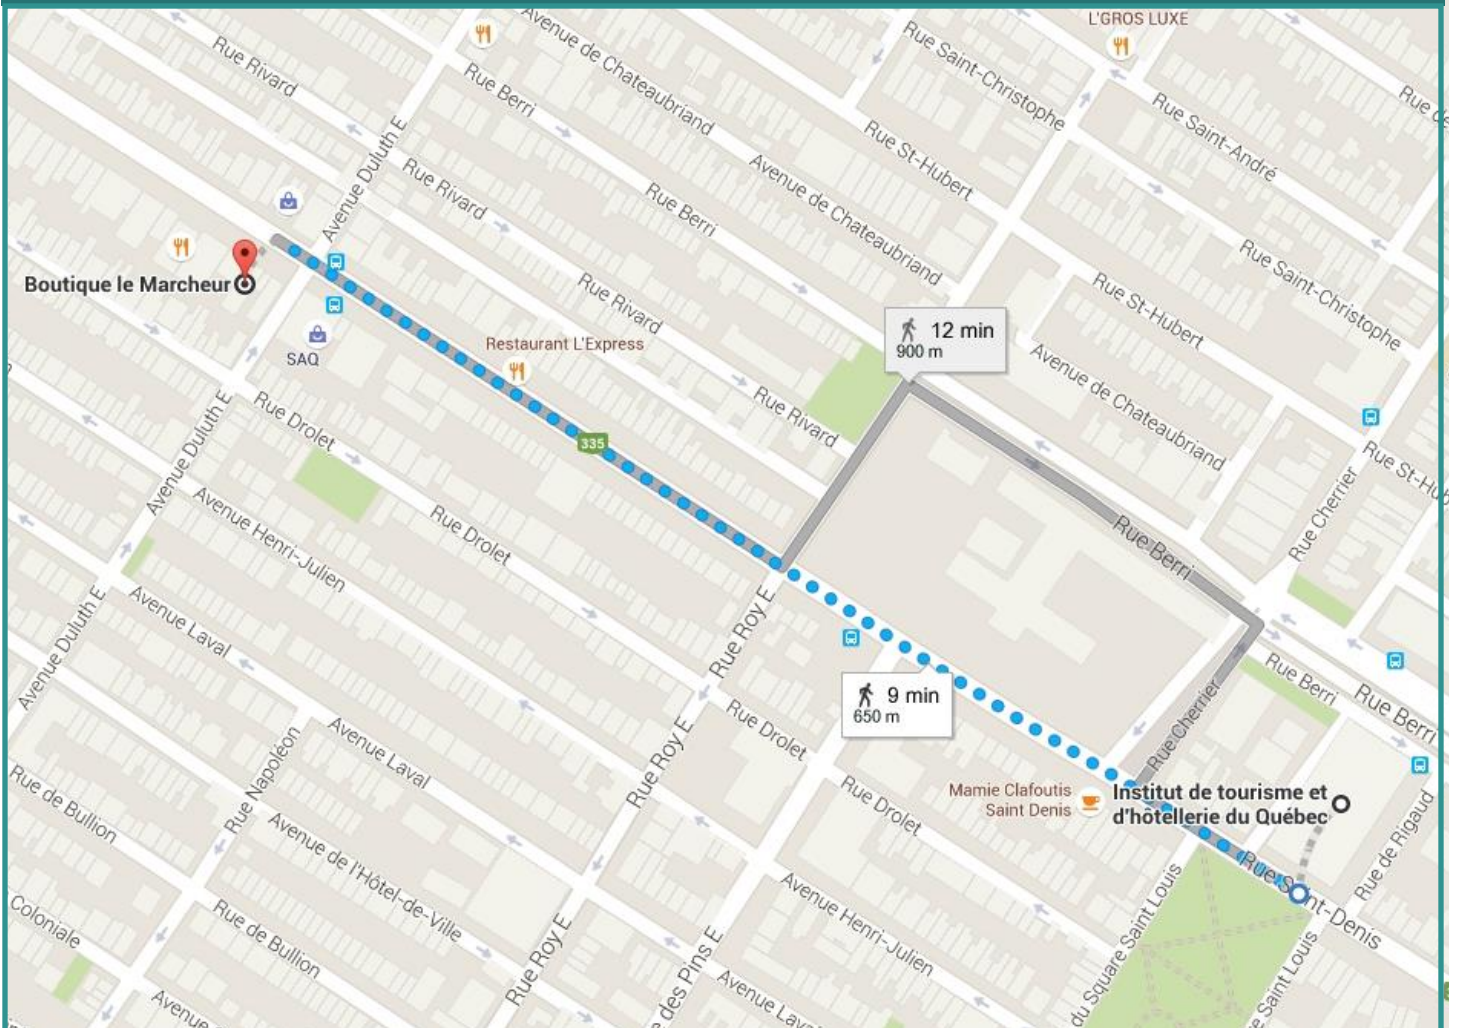 L'GROS LUXE
Avenue de Chateaubriand
Rue Saint-Christophe
Rue Rivard
Rue Berri
Rue Saint-André
Rue de
Avenue Duluth E
Rue St-Hubert
Rue Rivard
Rue Berri
Avenue de Chateaubriand
Rue Saint-Christophe
Boutique le Marcheur
Rue Rivard
Rue St-Hubert
SAQ
Restaurant L'Express
12 min
900 m
Avenue de Chateaubriand
Rue Drolet
Avenue Duluth E
Rue Rivard
335
Rue St-Hub
Rue Cherrier
Avenue Henri-Julien
Rue Drolet
Rue Berri
Avenue Duluth E
Avenue Laval
Rue Roy E
9 min
650 m
Rue Berri
Rue Berri
Rue Cherrier
Rue Drolet
Avenue Laval
Rue Napoléon
Rue Roy E
Rue de Bullion
Mamie Clafoutis
Saint Denis
Institut de tourisme et
d'hôtellerie du Québec
Rue Drolet
Rue de Rigaud
Avenue de l'Hôtel-de-Ville
Rue Saint-Denis
Avenue Henri-Julien
Coloniale
Rue de Bullion
Rue Roy E
des Pins E
du Square Saint Louis
Saint Louis
Avenue
Avenue Laval